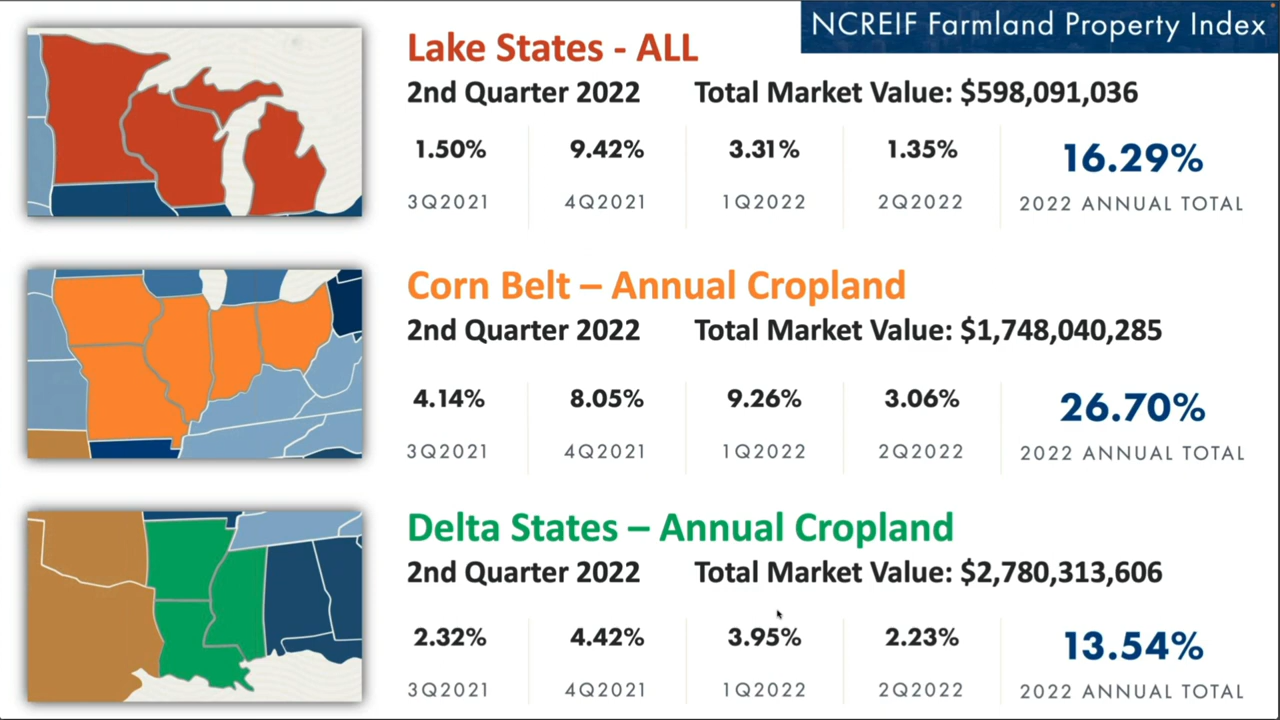 NCREIF Farmland Property Index
Lake States - ALL
2nd Quarter 2022 Total Market Value: $598,091,036
1.50% 9.42% 3.31% 1.35% 16.29%
3Q2021 4Q2021 1Q2022 2Q2022 2022 ANNUAL TOTAL
Corn Belt – Annual Cropland
2nd Quarter 2022 Total Market Value: $1,748,040,285
4.14% 8.05% 9.26% 3.06% 26.70%
3Q2021 4Q2021 1Q2022 2Q2022 2022 ANNUAL TOTAL
Delta States – Annual Cropland
2nd Quarter 2022 Total Market Value: $2,780,313,606
2.32% 4.42% 3.95% 2.23% 13.54%
3Q2021 4Q2021 1Q2022 2Q2022 2022 ANNUAL TOTAL